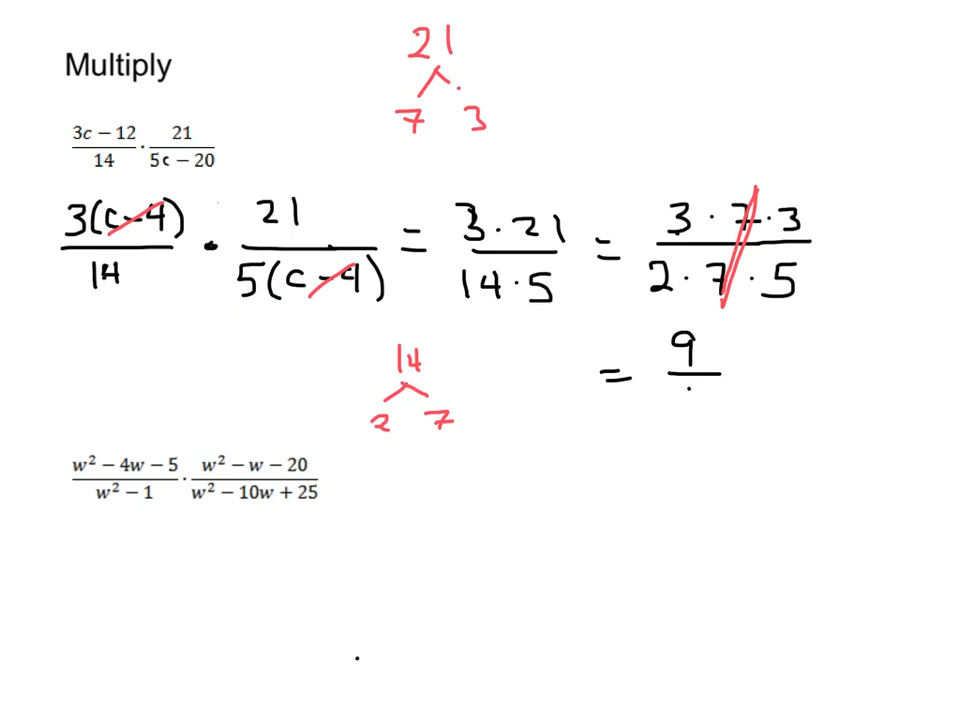 21
Multiply
7 3
3c − 12 / 14 · 21 / 5c − 20
3(c−4) / 14 · 21 / 5(c−4) = 3·21 / 14·5 = 3·7·3 / 2·7·5
= 9
14
2 7
w² − 4w − 5 / w² − 1 · w² − w − 20 / w² − 10w + 25